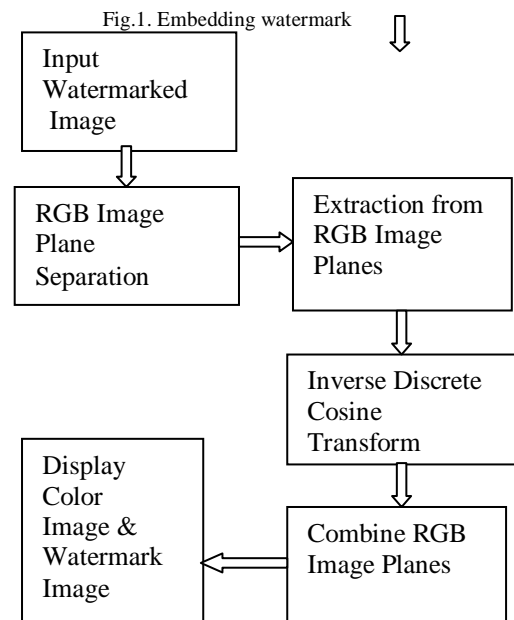 Fig.1. Embedding watermark
Input
Watermarked
Image
RGB Image
Plane
Separation
Extraction from
RGB Image
Planes
Inverse Discrete
Cosine
Transform
Combine RGB
Image Planes
Display
Color
Image &
Watermark
Image